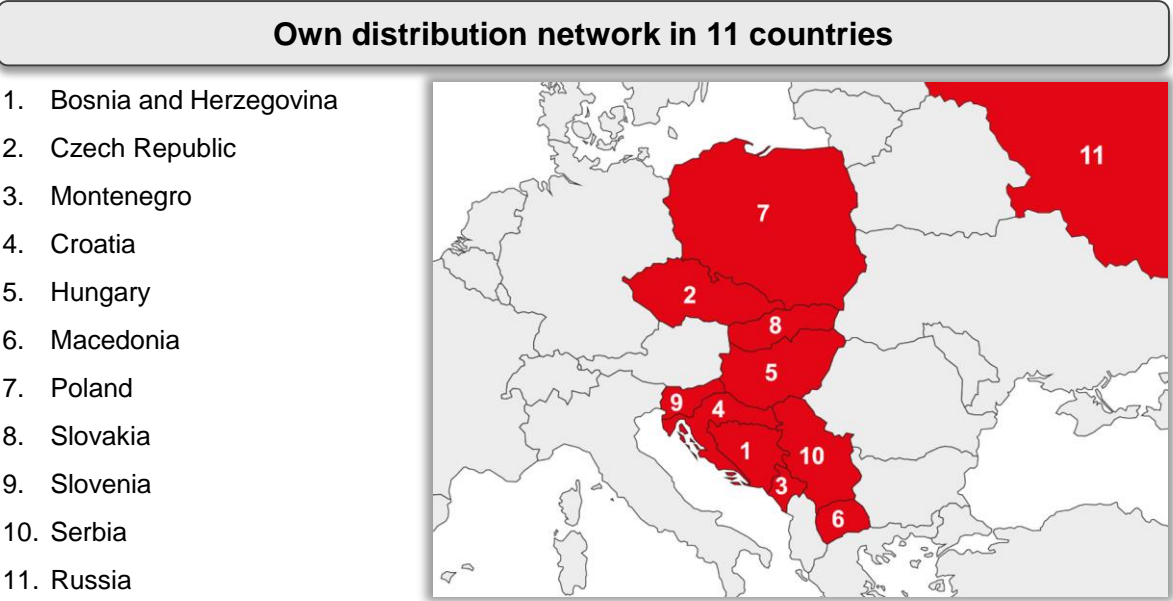 Own distribution network in 11 countries
1. Bosnia and Herzegovina
2. Czech Republic
3. Montenegro
4. Croatia
5. Hungary
6. Macedonia
7. Poland
8. Slovakia
9. Slovenia
10. Serbia
11. Russia
11
7
2
8
5
9
4
1
10
3
6